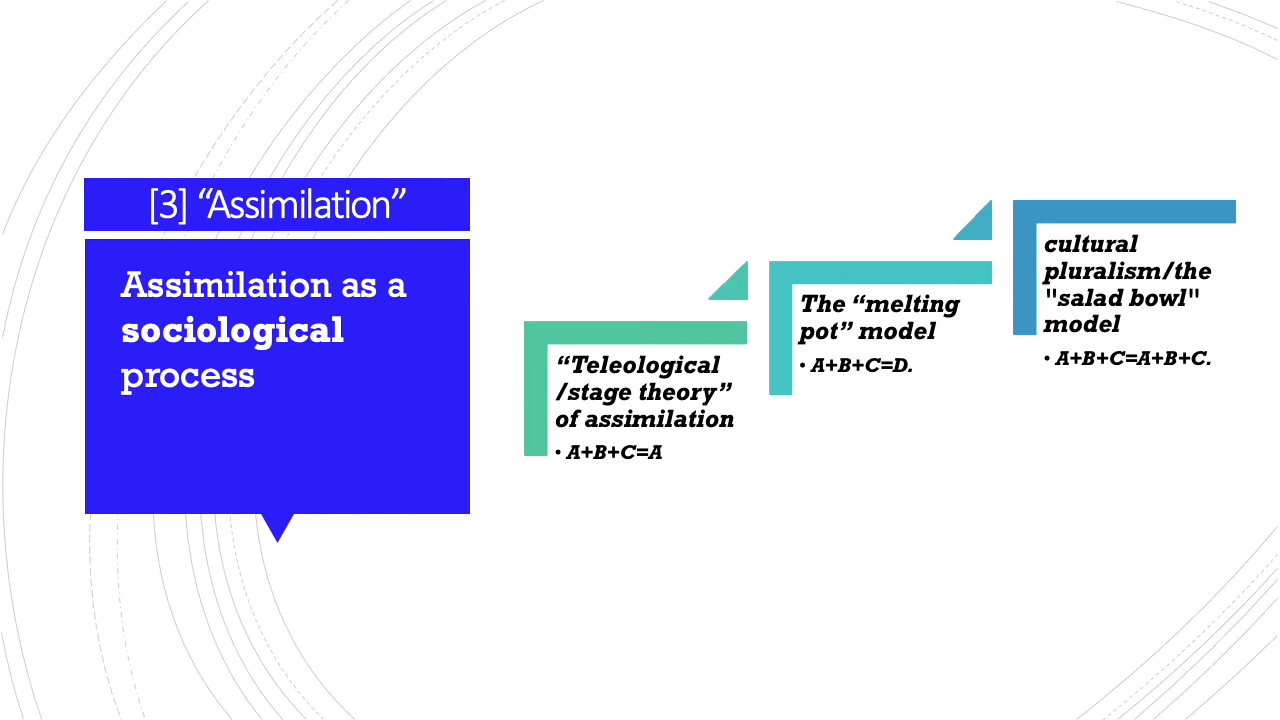 [3] “Assimilation”
Assimilation as a
sociological
process
“Teleological
/stage theory”
of assimilation
• A+B+C=A
The “melting
pot” model
• A+B+C=D.
cultural
pluralism/the
"salad bowl"
model
• A+B+C=A+B+C.